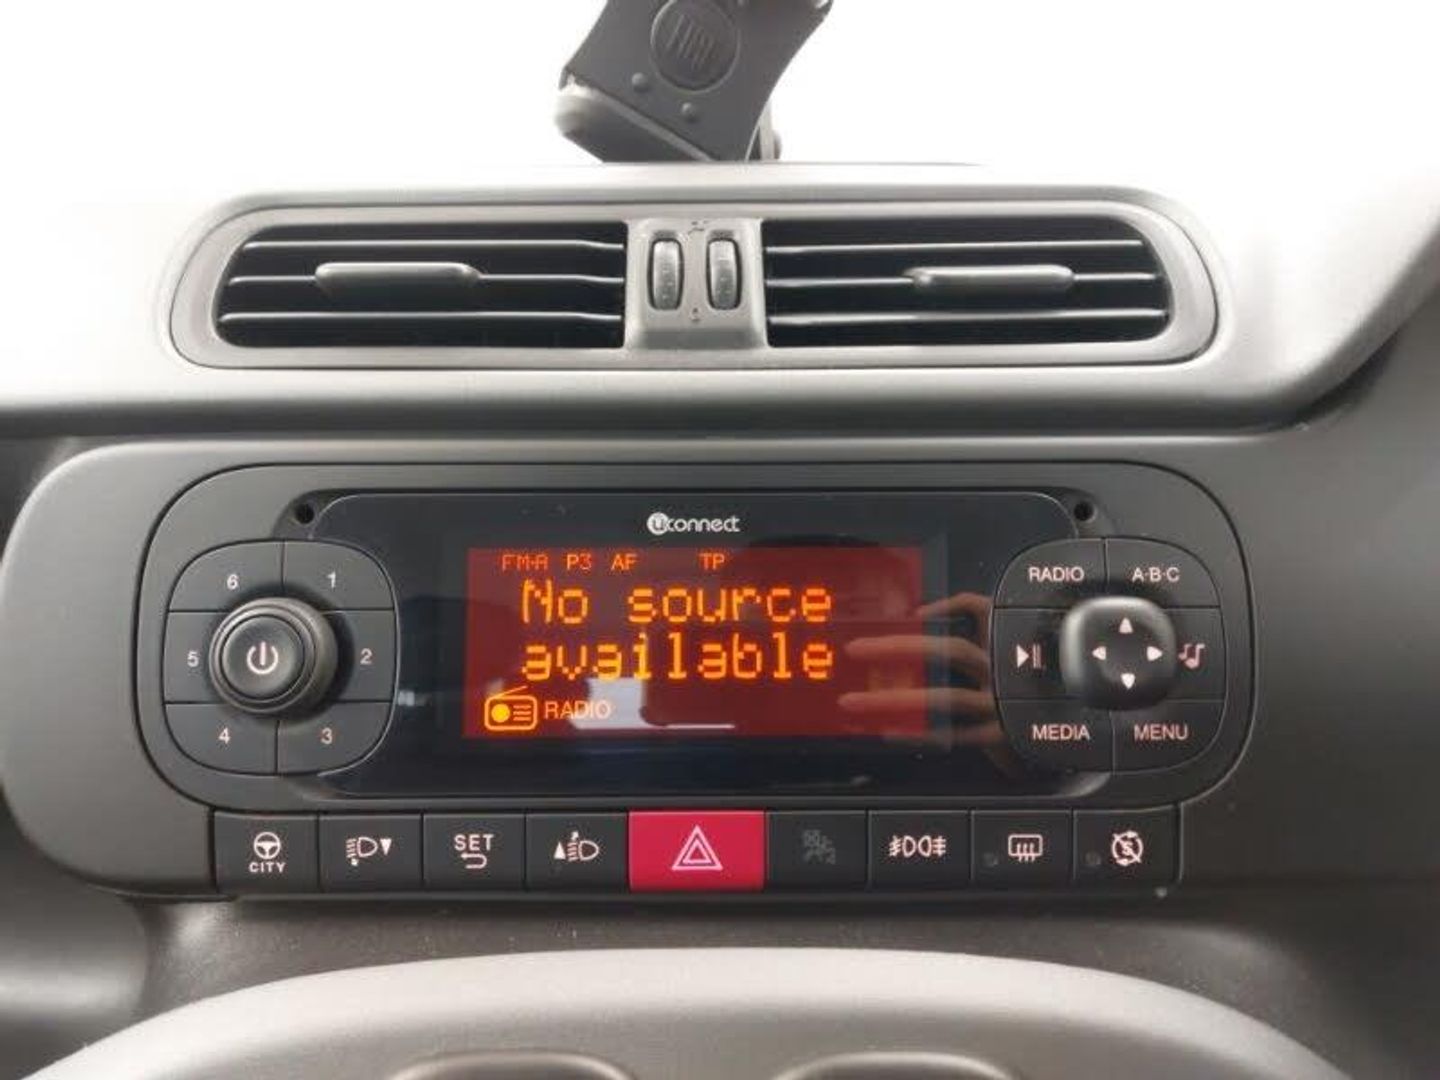 FIAT
uconnect
FM-A P3 AF TP
No source
available
RADIO
6 1
5 2
4 3
RADIO A·B·C
MEDIA MENU
CITY
SET